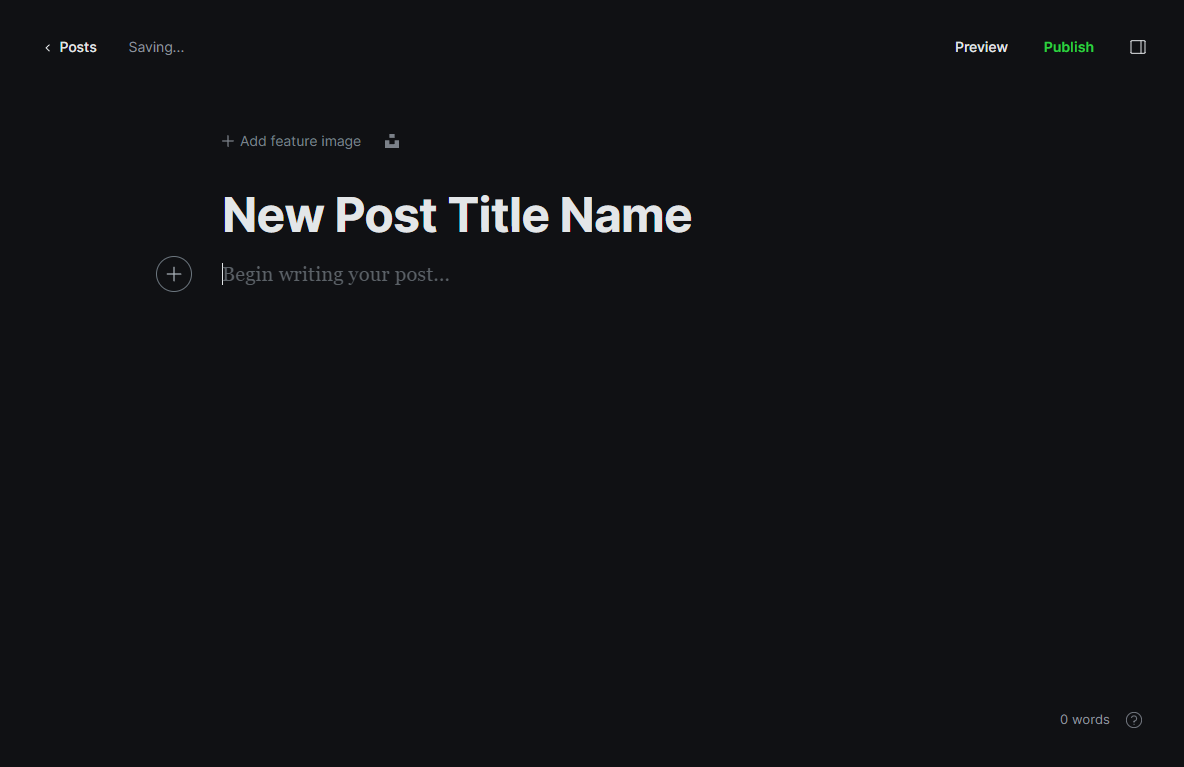 Posts Saving... Preview Publish
Add feature image
New Post Title Name
Begin writing your post...
0 words ?